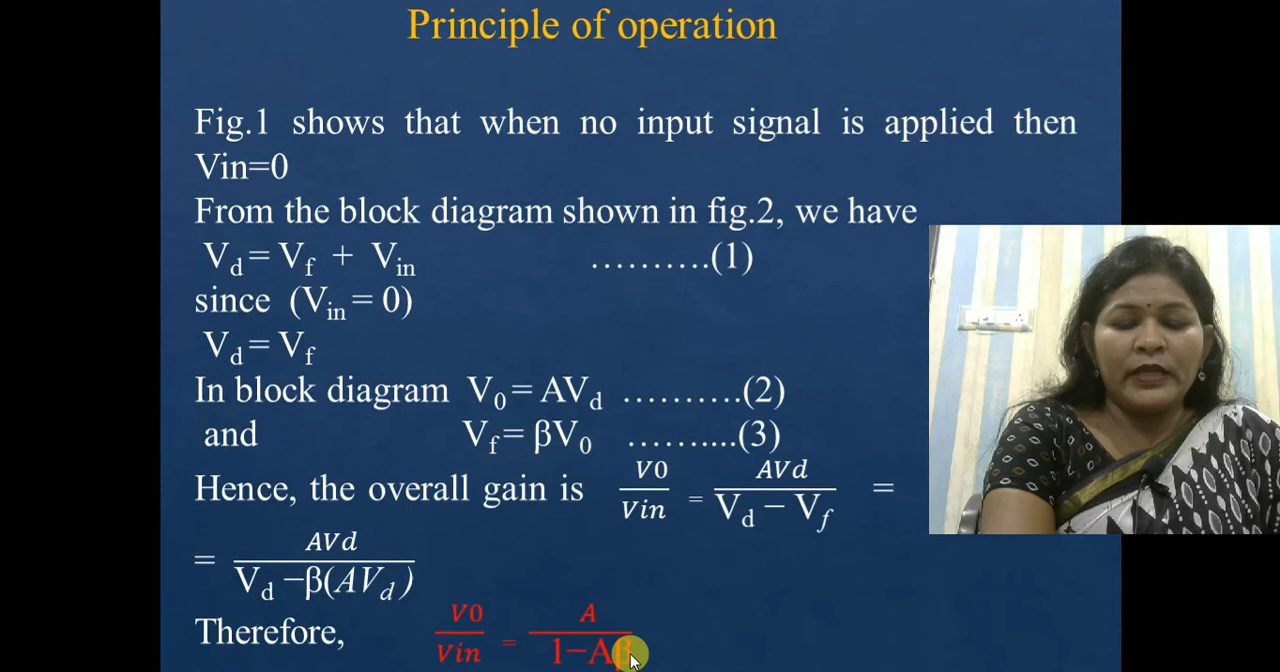 Principle of operation
Fig.1 shows that when no input signal is applied then
Vin=0
From the block diagram shown in fig.2, we have
Vd = Vf + Vin ..........(1)
since (Vin = 0)
Vd = Vf
In block diagram V0 = AVd ..........(2)
and Vf = βV0 ..........(3)
Hence, the overall gain is V0/Vin = AVd/(Vd − Vf) =
= AVd/(Vd −β(AVd))
Therefore, V0/Vin = A/(1−Aβ)